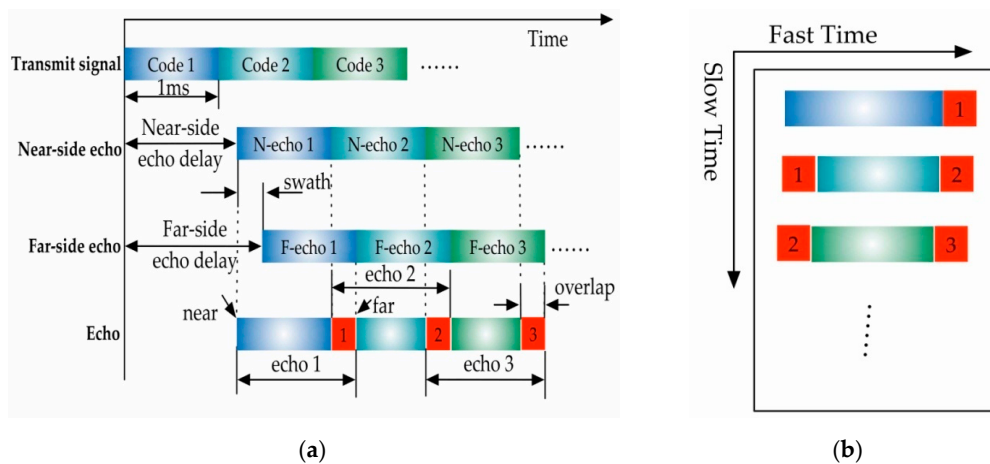 Time
Transmit signal
Code 1 Code 2 Code 3 ......
1ms
Near-side
echo delay
Near-side echo
N-echo 1 N-echo 2 N-echo 3 ......
swath
Far-side
echo delay
Far-side echo
F-echo 1 F-echo 2 F-echo 3 ......
echo 2
overlap
near
far
Echo
1 2 3
echo 1
echo 3
(a)
Fast Time
Slow Time
1
1 2
2 3
......
(b)